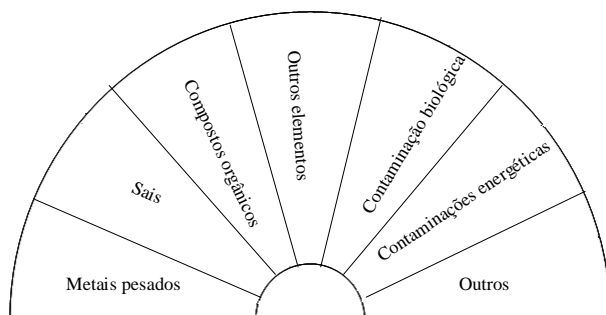 Metais pesados
Sais
Compostos orgânicos
Outros elementos
Contaminação biológica
Contaminações energéticas
Outros